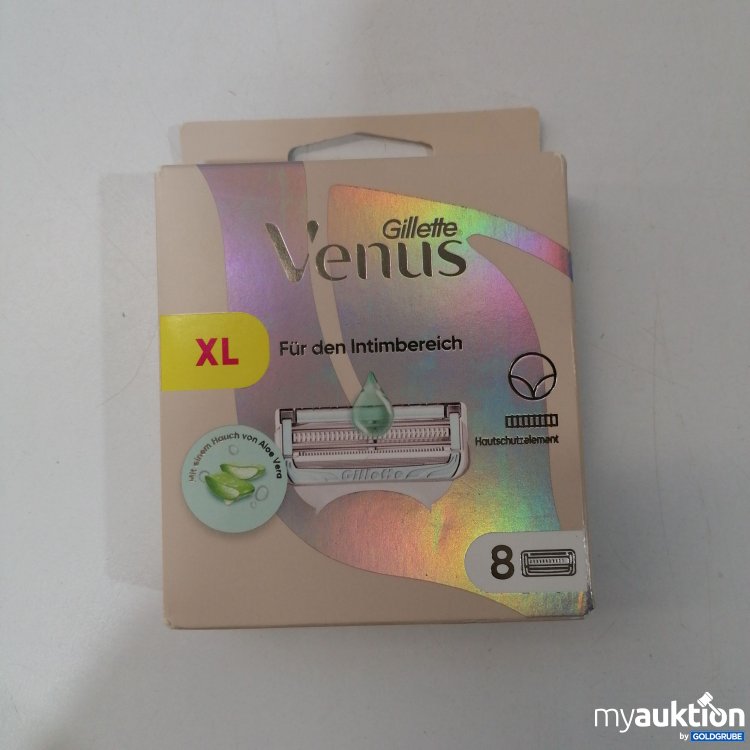 Gillette
Venus
XL
Für den Intimbereich
Mit einem Hauch von Aloe Vera
Gillette
Hautschutzelement
8
myauktion
by GOLDGRUBE